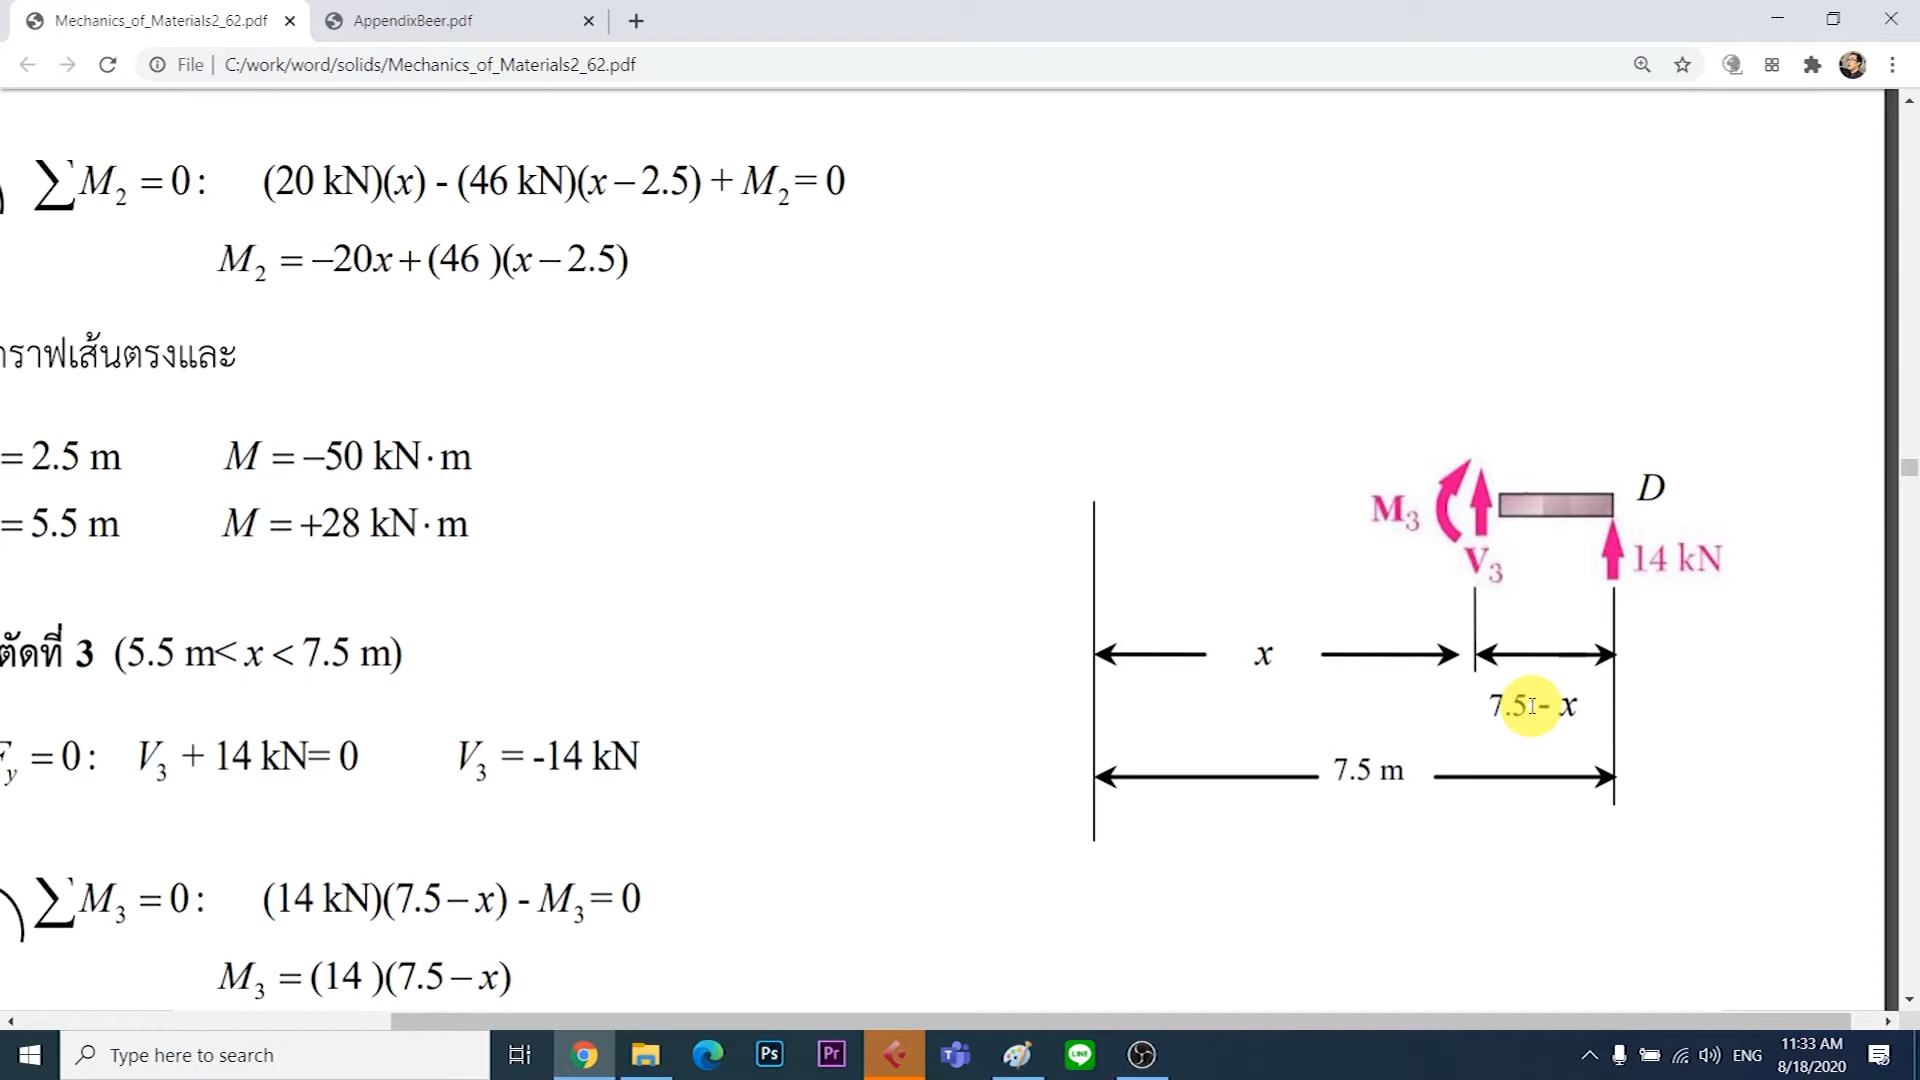 Mechanics_of_Materials2_62.pdf
AppendixBeer.pdf
File | C:/work/word/solids/Mechanics_of_Materials2_62.pdf
∑M₂ = 0: (20 kN)(x) - (46 kN)(x − 2.5) + M₂ = 0
M₂ = −20x + (46 )(x − 2.5)
ราฟเส้นตรงและ
= 2.5 m M = −50 kN·m
= 5.5 m M = +28 kN·m
ตัดที่ 3 (5.5 m< x < 7.5 m)
y = 0: V₃ + 14 kN= 0 V₃ = -14 kN
∑M₃ = 0: (14 kN)(7.5 − x) - M₃ = 0
M₃ = (14 )(7.5 − x)
D
M₃
V₃
14 kN
x
7.5 - x
7.5 m
Type here to search
Ps
Pr
LINE
ENG
11:33 AM
8/18/2020